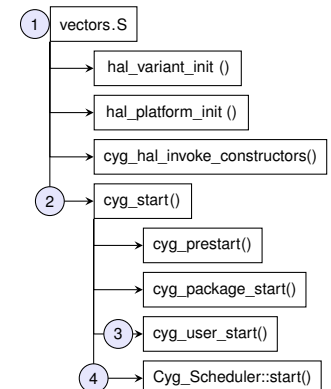 1 vectors.S
hal_variant_init ()
hal_platform_init ()
cyg_hal_invoke_constructors()
2 cyg_start()
cyg_prestart()
cyg_package_start()
3 cyg_user_start()
4 Cyg_Scheduler::start()